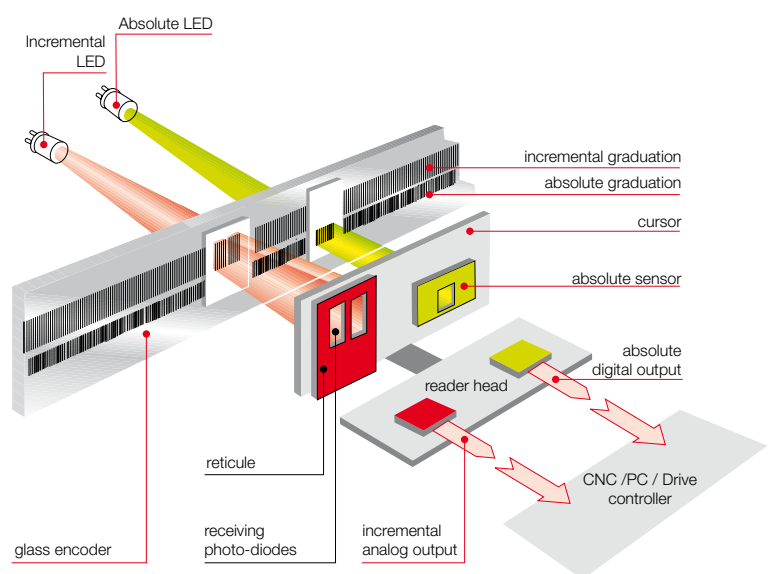 Absolute LED
Incremental
LED
incremental graduation
absolute graduation
cursor
absolute sensor
absolute
digital output
reader head
CNC /PC / Drive
controller
reticule
receiving
photo-diodes
incremental
analog output
glass encoder